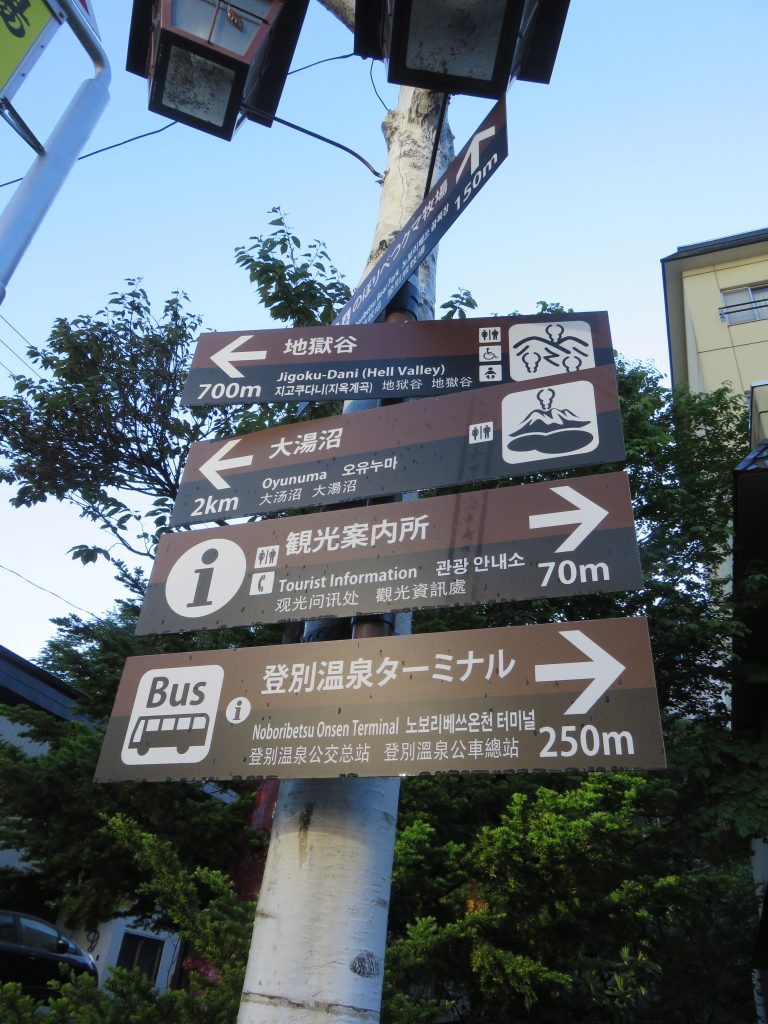 湯
のぼりべつクマ牧場
150m
地獄谷
700m
Jigoku-Dani (Hell Valley)
지고쿠다니(지옥계곡) 地狱谷 地獄谷
大湯沼
2km
Oyunuma 오유누마
大汤沼 大湯沼
i
観光案内所
Tourist Information 관광 안내소
70m
观光问讯处 觀光資訊處
Bus
i
登別温泉ターミナル
Noboribetsu Onsen Terminal 노보리베쓰온천 터미널
250m
登别温泉公交总站 登別溫泉公車總站